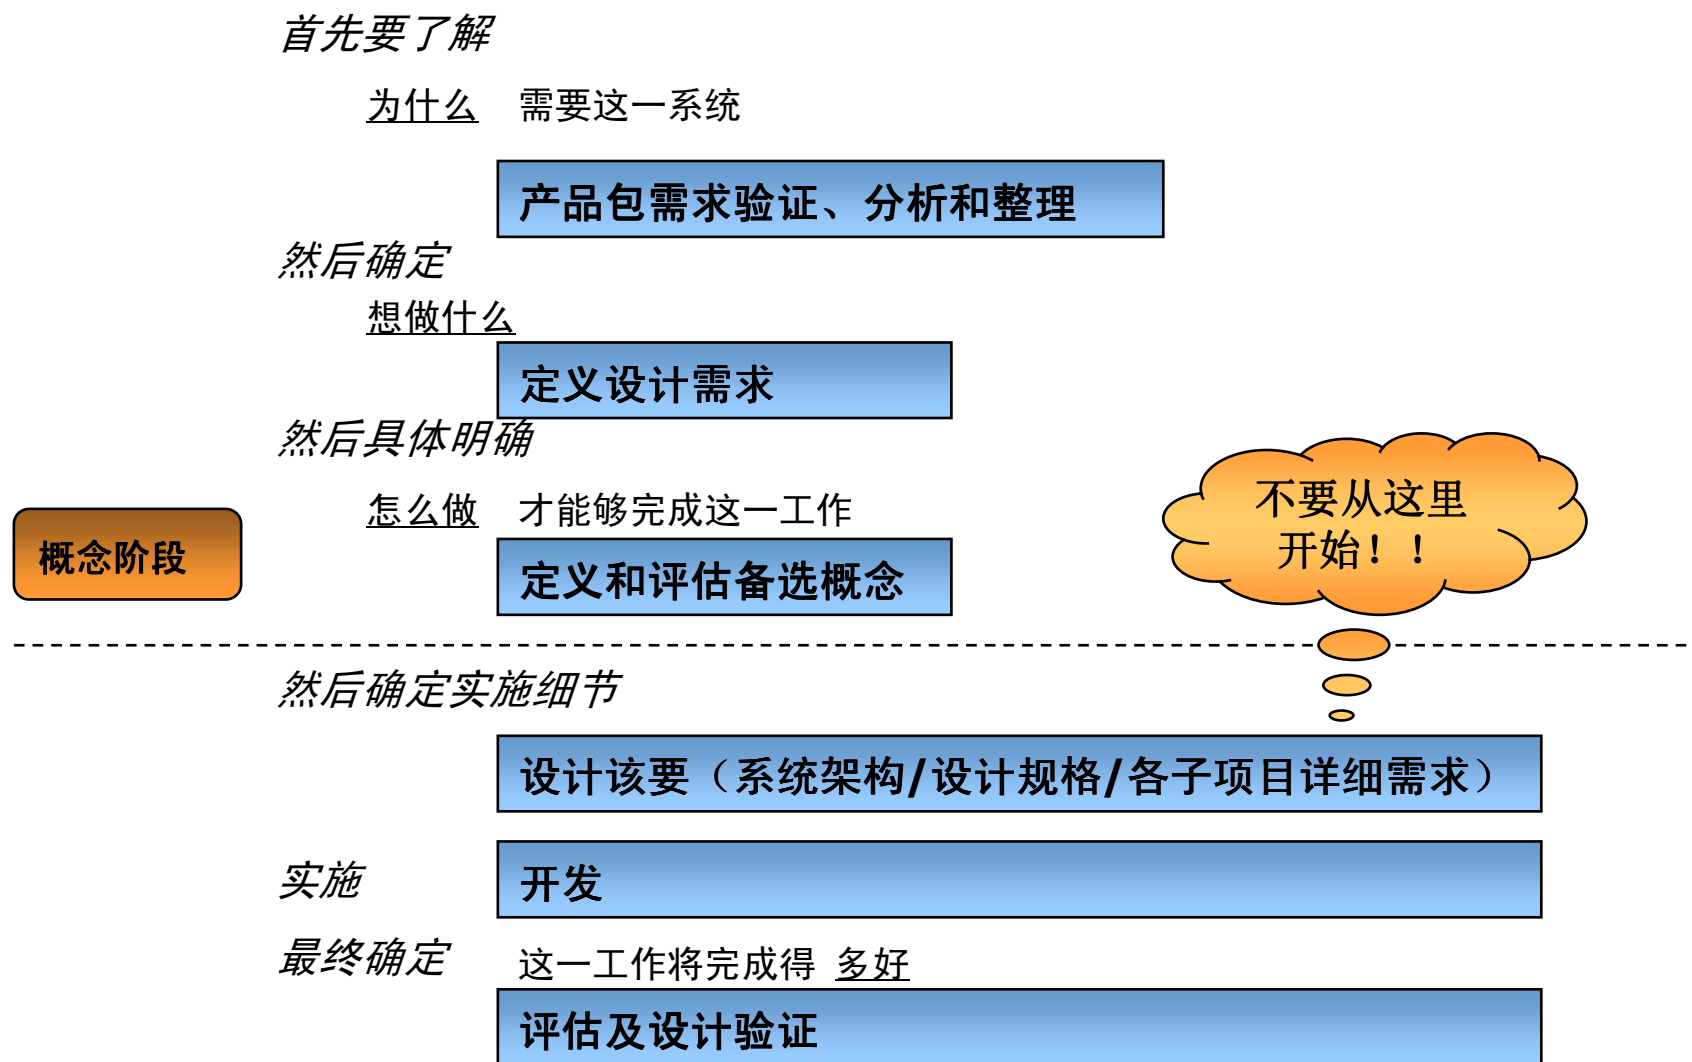 首先要了解
为什么 需要这一系统
产品包需求验证、分析和整理
然后确定
想做什么
定义设计需求
然后具体明确
怎么做 才能够完成这一工作
不要从这里
开始！！
概念阶段
定义和评估备选概念
然后确定实施细节
设计该要（系统架构/设计规格/各子项目详细需求）
实施
开发
最终确定 这一工作将完成得 多好
评估及设计验证